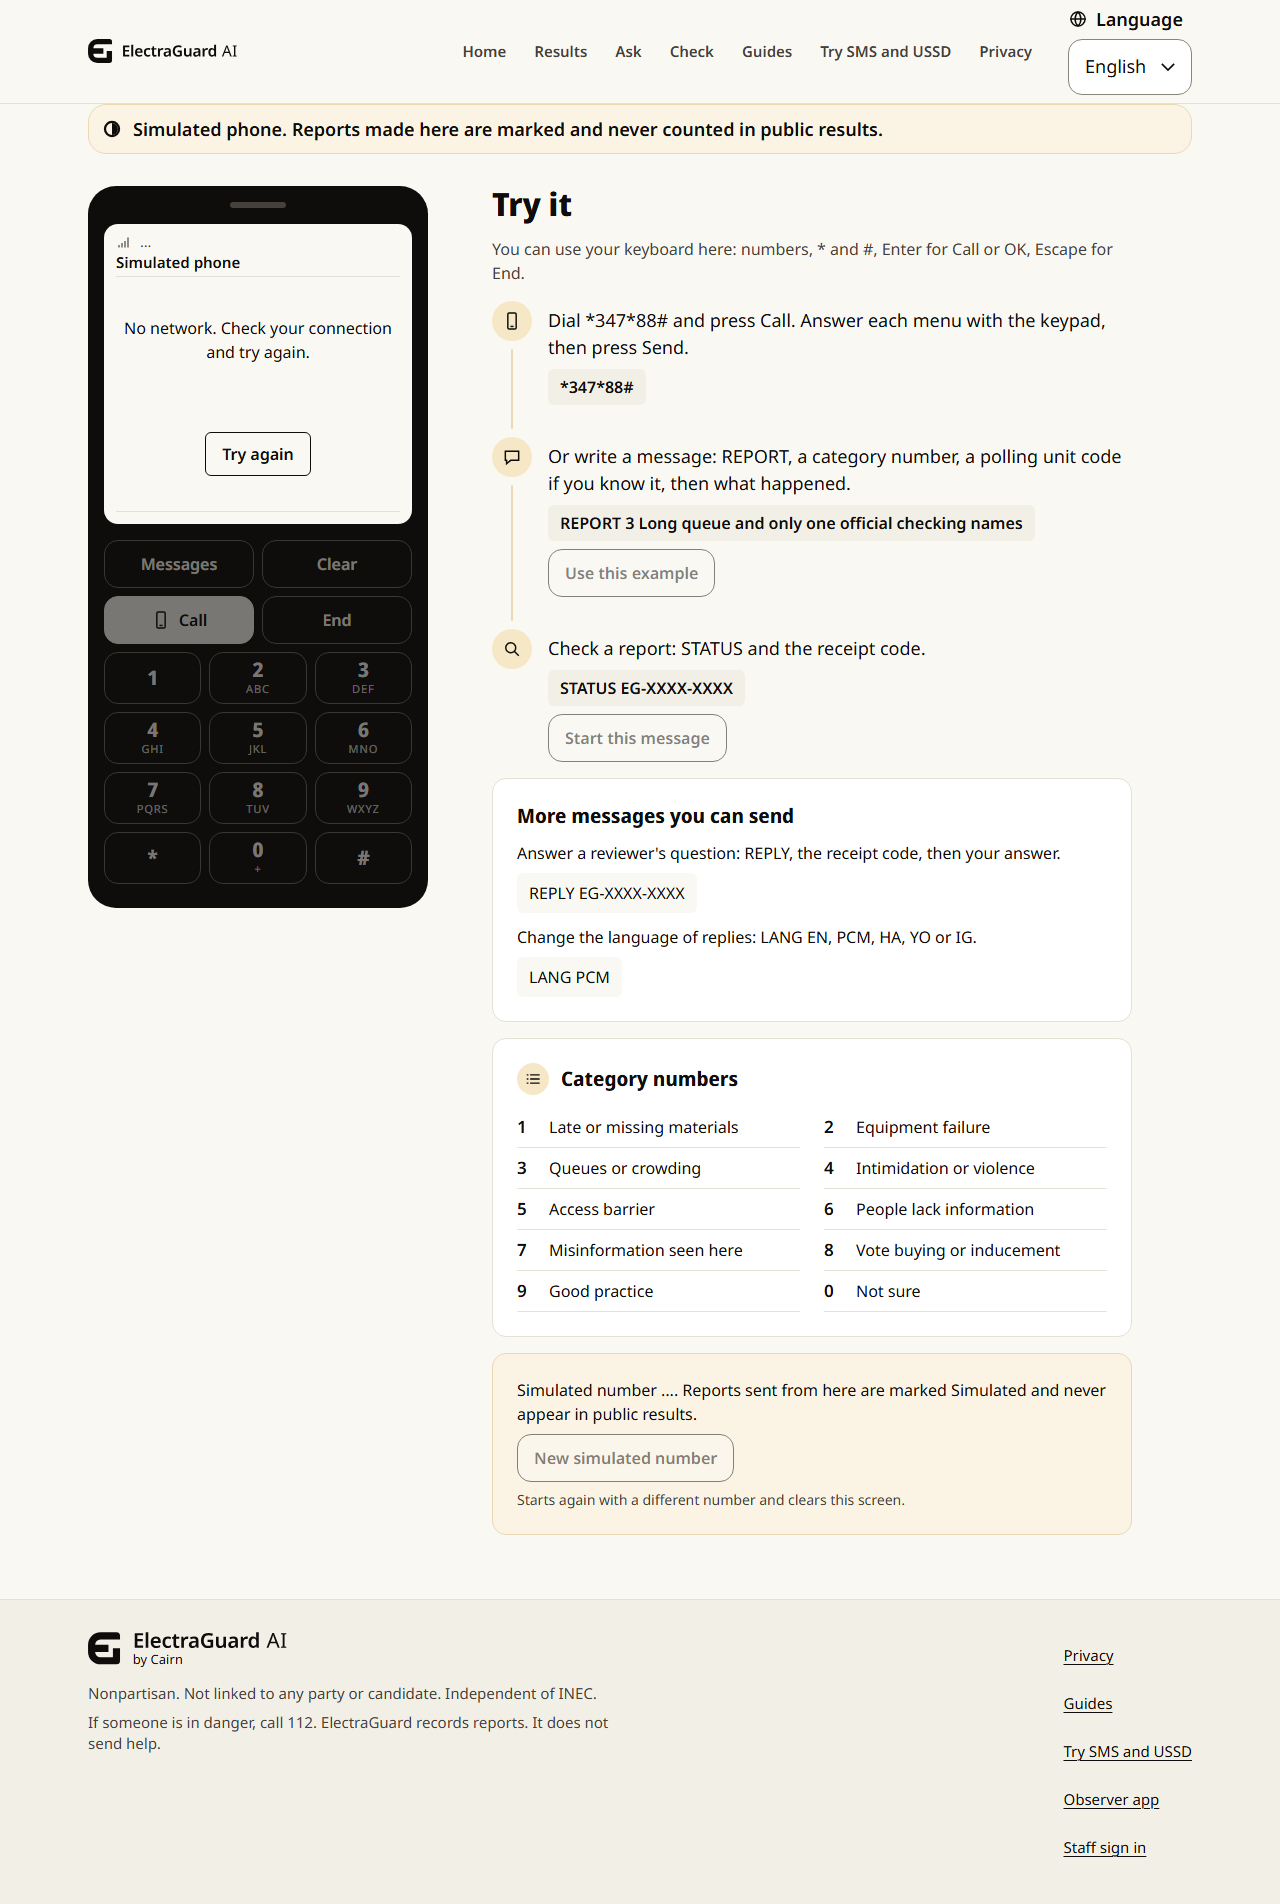 ElectraGuard AI
Home
Results
Ask
Check
Guides
Try SMS and USSD
Privacy
Language
English
Simulated phone. Reports made here are marked and never counted in public results.
...
Simulated phone
No network. Check your connection
and try again.
Try again
Messages
Clear
Call
End
1
2
ABC
3
DEF
4
GHI
5
JKL
6
MNO
7
PQRS
8
TUV
9
WXYZ
*
0
+
#
Try it
You can use your keyboard here: numbers, * and #, Enter for Call or OK, Escape for
End.
Dial *347*88# and press Call. Answer each menu with the keypad,
then press Send.
*347*88#
Or write a message: REPORT, a category number, a polling unit code
if you know it, then what happened.
REPORT 3 Long queue and only one official checking names
Use this example
Check a report: STATUS and the receipt code.
STATUS EG-XXXX-XXXX
Start this message
More messages you can send
Answer a reviewer's question: REPLY, the receipt code, then your answer.
REPLY EG-XXXX-XXXX
Change the language of replies: LANG EN, PCM, HA, YO or IG.
LANG PCM
Category numbers
1 Late or missing materials
2 Equipment failure
3 Queues or crowding
4 Intimidation or violence
5 Access barrier
6 People lack information
7 Misinformation seen here
8 Vote buying or inducement
9 Good practice
0 Not sure
Simulated number .... Reports sent from here are marked Simulated and never
appear in public results.
New simulated number
Starts again with a different number and clears this screen.
ElectraGuard AI
by Cairn
Nonpartisan. Not linked to any party or candidate. Independent of INEC.
If someone is in danger, call 112. ElectraGuard records reports. It does not
send help.
Privacy
Guides
Try SMS and USSD
Observer app
Staff sign in